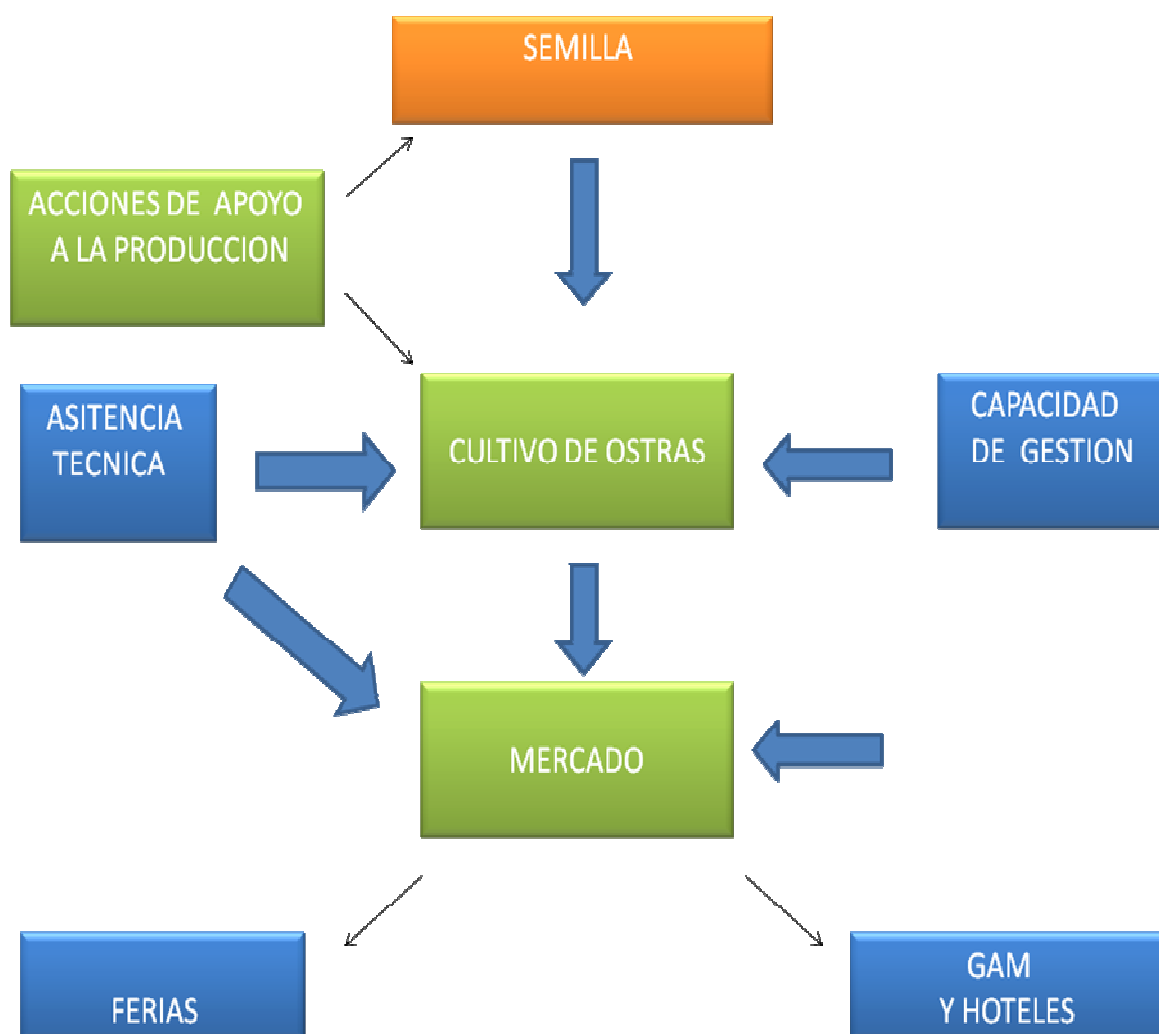 SEMILLA
ACCIONES DE APOYO
A LA PRODUCCION
ASITENCIA
TECNICA
CULTIVO DE OSTRAS
CAPACIDAD
DE GESTION
MERCADO
FERIAS
GAM
Y HOTELES